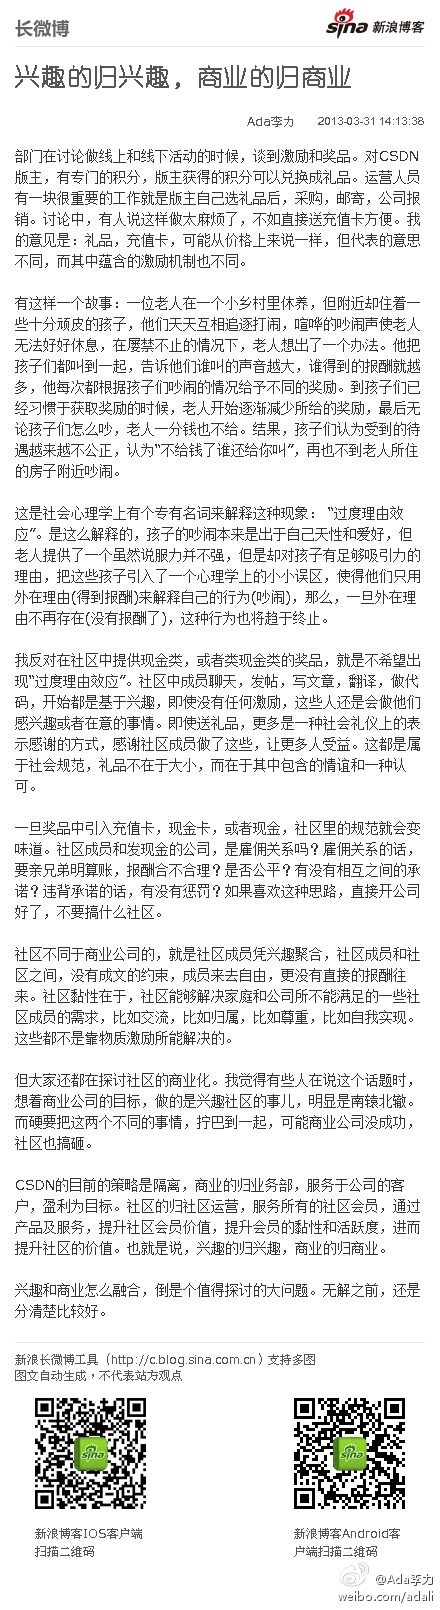 长微博
sina 新浪博客
兴趣的归兴趣，商业的归商业
Ada李力 2013-03-31 14:13:38
部门在讨论做线上和线下活动的时候，谈到激励和奖品。对CSDN
版主，有专门的积分，版主获得的积分可以兑换成礼品。运营人员
有一块很重要的工作就是版主自己选礼品后，采购，邮寄，公司报
销。讨论中，有人说这样做太麻烦了，不如直接送充值卡方便。我
的意见是：礼品，充值卡，可能从价格上来说一样，但代表的意思
不同，而其中蕴含的激励机制也不同。
有这样一个故事：一位老人在一个小乡村里休养，但附近却住着一
些十分顽皮的孩子，他们天天互相追逐打闹，喧哗的吵闹声使老人
无法好好休息，在屡禁不止的情况下，老人想出了一个办法。他把
孩子们都叫到一起，告诉他们谁叫的声音越大，谁得到的报酬就越
多，他每次都根据孩子们吵闹的情况给予不同的奖励。到孩子们已
经习惯于获取奖励的时候，老人开始逐渐减少所给的奖励，最后无
论孩子们怎么吵，老人一分钱也不给。结果，孩子们认为受到的待
遇越来越不公正，认为“不给钱了谁还给你叫”，再也不到老人所住
的房子附近吵闹。
这是社会心理学上有个专有名词来解释这种现象： “过度理由效
应”。是这么解释的，孩子的吵闹本来是出于自己天性和爱好，但
老人提供了一个虽然说服力并不强，但是却对孩子有足够吸引力的
理由，把这些孩子引入了一个心理学上的小小误区，使得他们只用
外在理由(得到报酬)来解释自己的行为(吵闹)，那么，一旦外在理
由不再存在(没有报酬了)，这种行为也将趋于终止。
我反对在社区中提供现金类，或者类现金类的奖品，就是不希望出
现“过度理由效应”。社区中成员聊天，发帖，写文章，翻译，做代
码，开始都是基于兴趣，即使没有任何激励，这些人还是会做他们
感兴趣或者在意的事情。即使送礼品，更多是一种社会礼仪上的表
示感谢的方式，感谢社区成员做了这些，让更多人受益。这都是属
于社会规范，礼品不在于大小，而在于其中包含的情谊和一种认
可。
一旦奖品中引入充值卡，现金卡，或者现金，社区里的规范就会变
味道。社区成员和发现金的公司，是雇佣关系吗？雇佣关系的话，
要亲兄弟明算账，报酬合不合理？是否公平？有没有相互之间的承
诺？违背承诺的话，有没有惩罚？如果喜欢这种思路，直接开公司
好了，不要搞什么社区。
社区不同于商业公司的，就是社区成员凭兴趣聚合，社区成员和社
区之间，没有成文的约束，成员来去自由，更没有直接的报酬往
来。社区黏性在于，社区能够解决家庭和公司所不能满足的一些社
区成员的需求，比如交流，比如归属，比如尊重，比如自我实现。
这些都不是靠物质激励所能解决的。
但大家还都在探讨社区的商业化。我觉得有些人在说这个话题时，
想着商业公司的目标，做的是兴趣社区的事儿，明显是南辕北辙。
而硬要把这两个不同的事情，拧巴到一起，可能商业公司没成功，
社区也搞砸。
CSDN的目前的策略是隔离，商业的归业务部，服务于公司的客
户，盈利为目标。社区的归社区运营，服务所有的社区会员，通过
产品及服务，提升社区会员价值，提升会员的黏性和活跃度，进而
提升社区的价值。也就是说，兴趣的归兴趣，商业的归商业。
兴趣和商业怎么融合，倒是个值得探讨的大问题。无解之前，还是
分清楚比较好。
新浪长微博工具（http://c.blog.sina.com.cn）支持多图
图文自动生成，不代表站方观点
sina
sina
新浪博客IOS客户端
扫描二维码
新浪博客Android客
户端扫描二维码
@Ada李力
weibo.com/adali